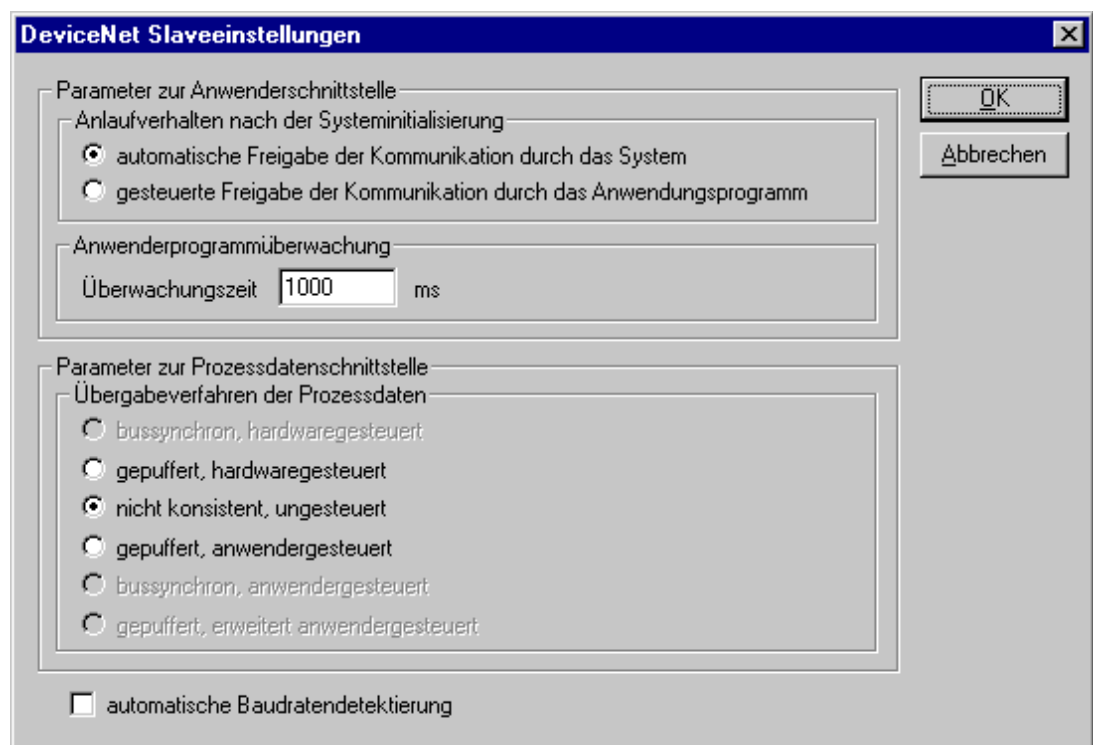 DeviceNet Slaveeinstellungen
Parameter zur Anwenderschnittstelle
Anlaufverhalten nach der Systeminitialisierung
automatische Freigabe der Kommunikation durch das System
gesteuerte Freigabe der Kommunikation durch das Anwendungsprogramm
Anwenderprogrammüberwachung
Überwachungszeit 1000 ms
Parameter zur Prozessdatenschnittstelle
Übergabeverfahren der Prozessdaten
bussynchron, hardwaregesteuert
gepuffert, hardwaregesteuert
nicht konsistent, ungesteuert
gepuffert, anwendergesteuert
bussynchron, anwendergesteuert
gepuffert, erweitert anwendergesteuert
automatische Baudratendetektierung
OK
Abbrechen